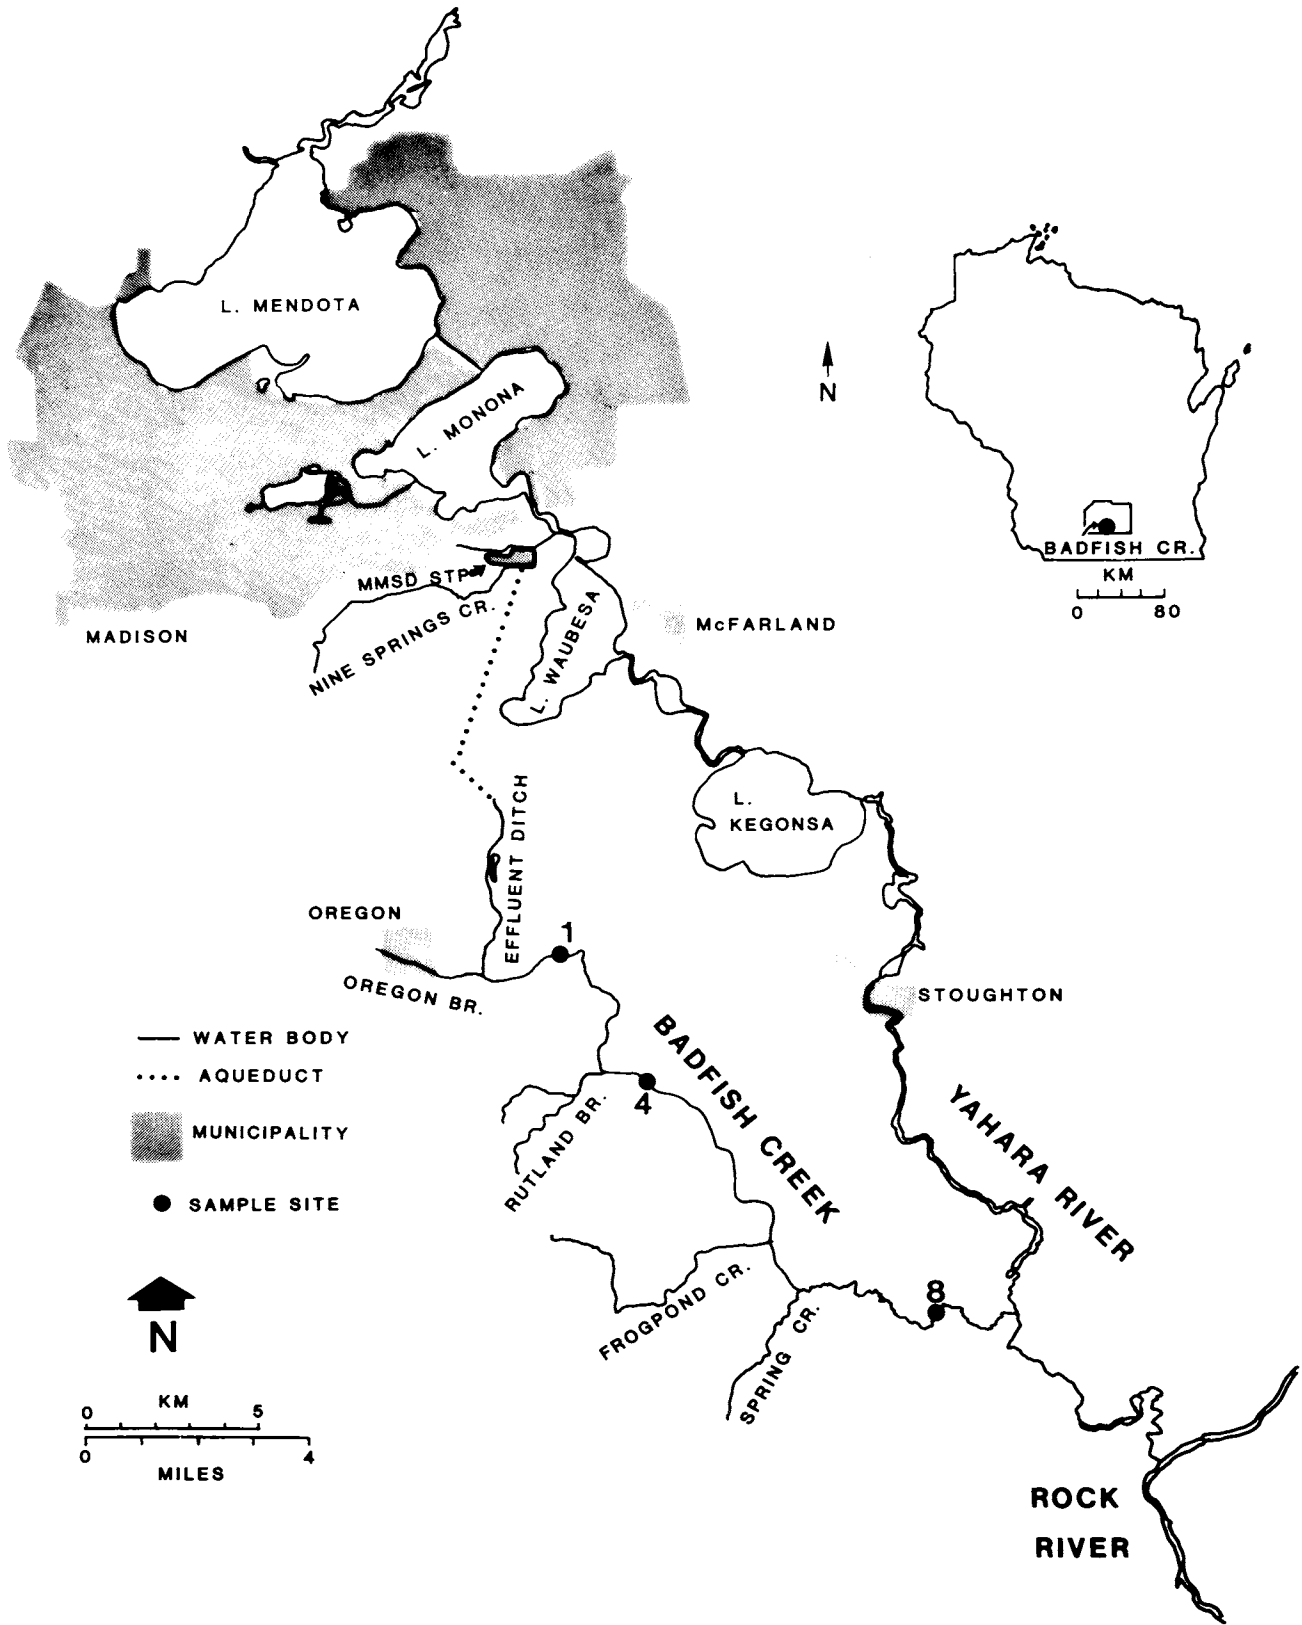 L. MENDOTA
L. MONONA
N
BADFISH CR.
KM
0 80
MMSD STP
NINE SPRINGS CR.
MADISON
L. WAUBESA
McFARLAND
L.
KEGONSA
EFFLUENT DITCH
OREGON
1
OREGON BR.
STOUGHTON
WATER BODY
AQUEDUCT
MUNICIPALITY
SAMPLE SITE
BADFISH CREEK
4
RUTLAND BR.
YAHARA RIVER
FROGPOND CR.
SPRING CR.
8
N
KM
0 5
0 4
MILES
ROCK
RIVER